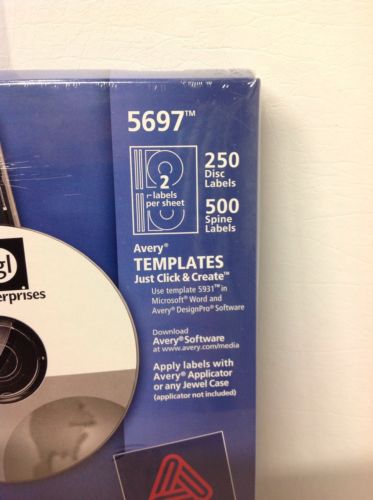 5697™
2
labels
per sheet
250
Disc
Labels
500
Spine
Labels
Avery®
TEMPLATES
Just Click & Create™
Use template 5931™ in
Microsoft® Word and
Avery® DesignPro® Software
Download
Avery® Software
at www.avery.com/media
Apply labels with
Avery® Applicator
or any Jewel Case
(applicator not included)